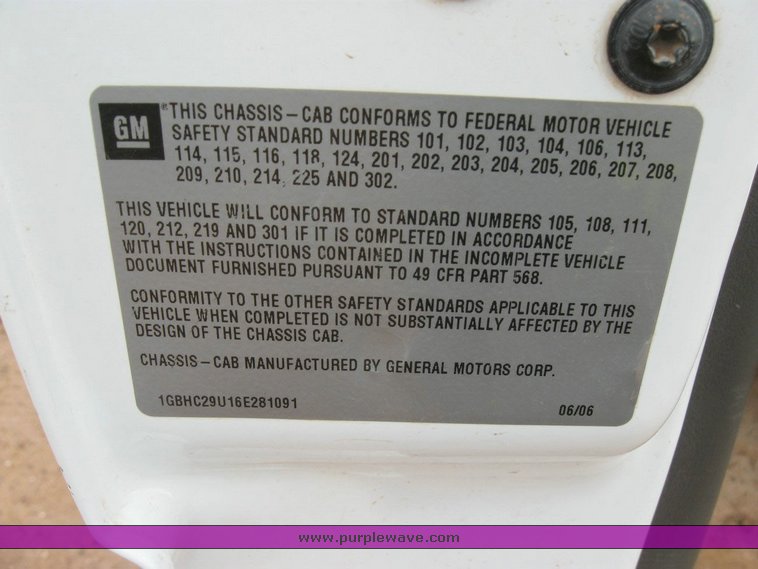 GM
®THIS CHASSIS-CAB CONFORMS TO FEDERAL MOTOR VEHICLE
SAFETY STANDARD NUMBERS 101, 102, 103, 104, 106, 113,
114, 115, 116, 118, 124, 201, 202, 203, 204, 205, 206, 207, 208,
209, 210, 214, 225 AND 302.
THIS VEHICLE WILL CONFORM TO STANDARD NUMBERS 105, 108, 111,
120, 212, 219 AND 301 IF IT IS COMPLETED IN ACCORDANCE
WITH THE INSTRUCTIONS CONTAINED IN THE INCOMPLETE VEHICLE
DOCUMENT FURNISHED PURSUANT TO 49 CFR PART 568.
CONFORMITY TO THE OTHER SAFETY STANDARDS APPLICABLE TO THIS
VEHICLE WHEN COMPLETED IS NOT SUBSTANTIALLY AFFECTED BY THE
DESIGN OF THE CHASSIS CAB.
CHASSIS-CAB MANUFACTURED BY GENERAL MOTORS CORP.
1GBHC29U16E281091 06/06
www.purplewave.com